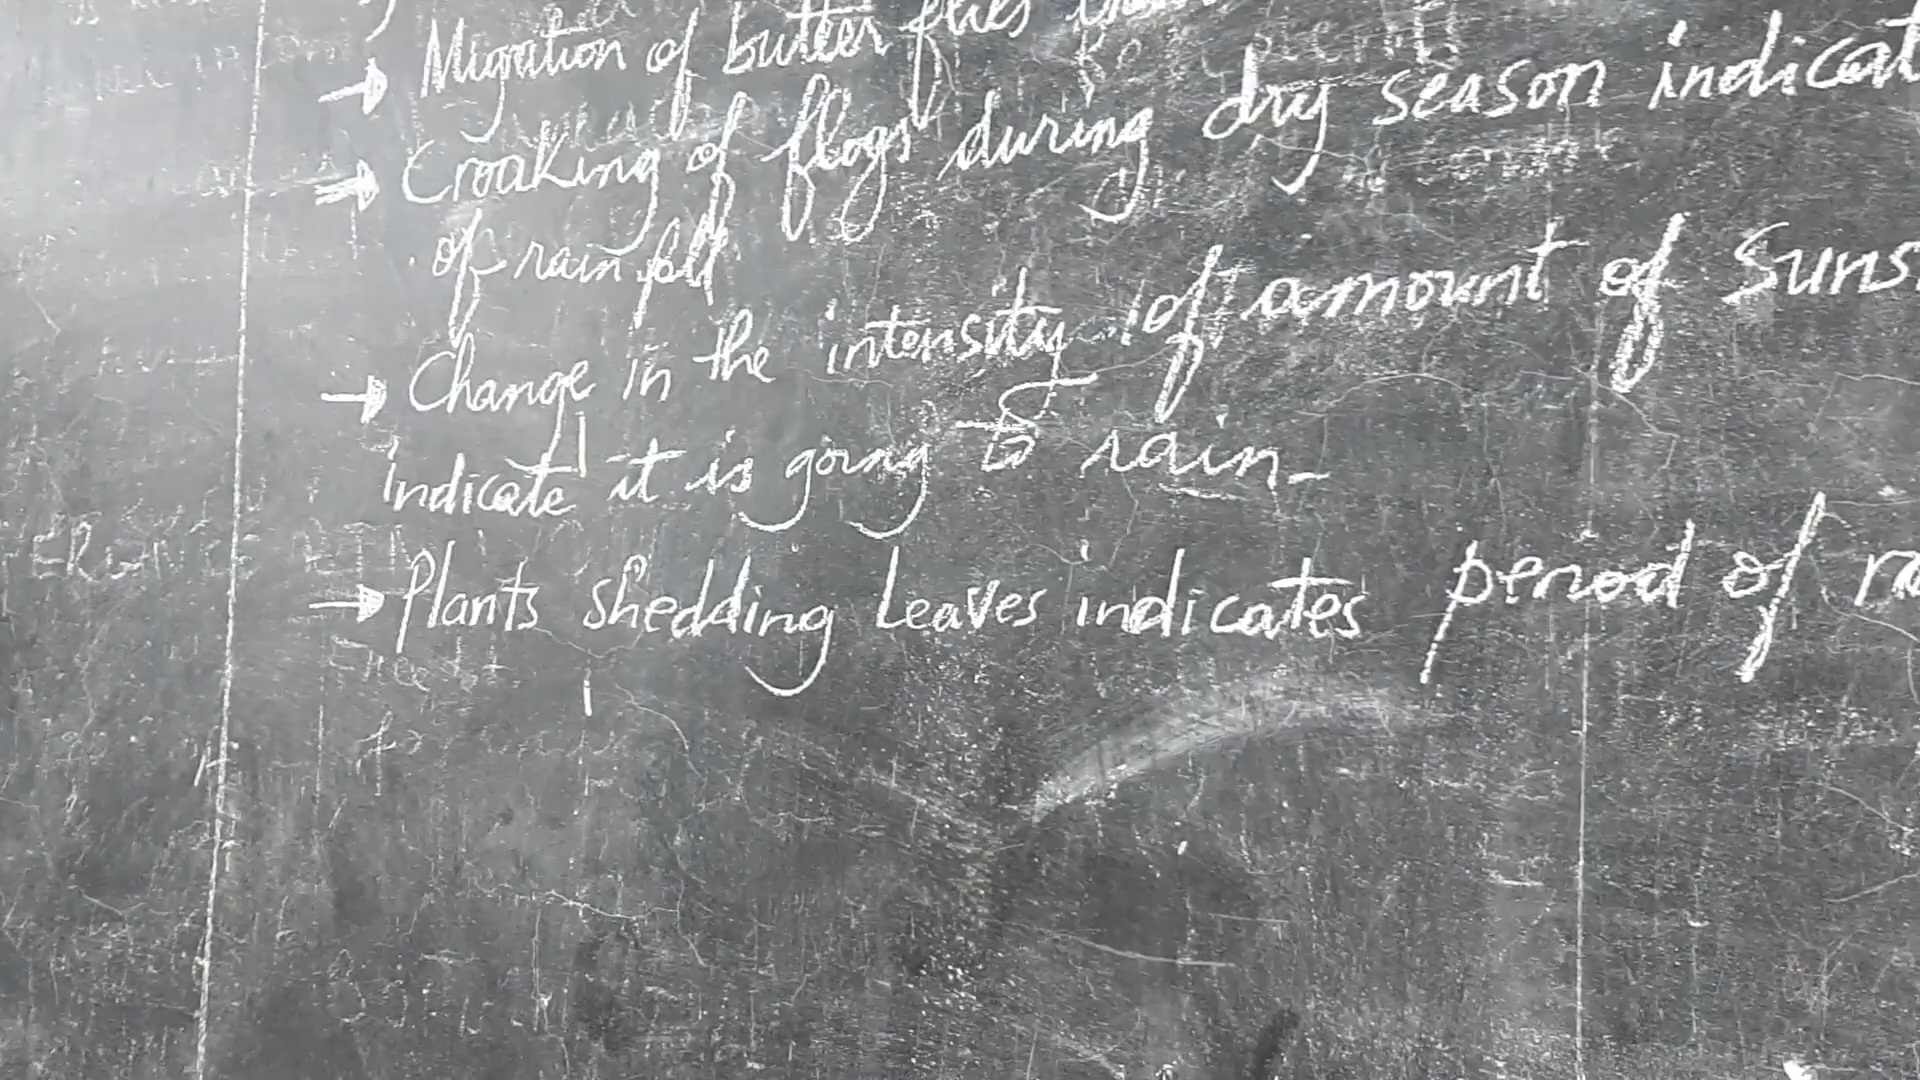 → Migration of butter flies
→ Croaking of flogs during dry season indicat
of rain fall
→ Change in the intensity of amount of Suns
indicate it is going to rain
→ Plants shedding Leaves indicates period of ra